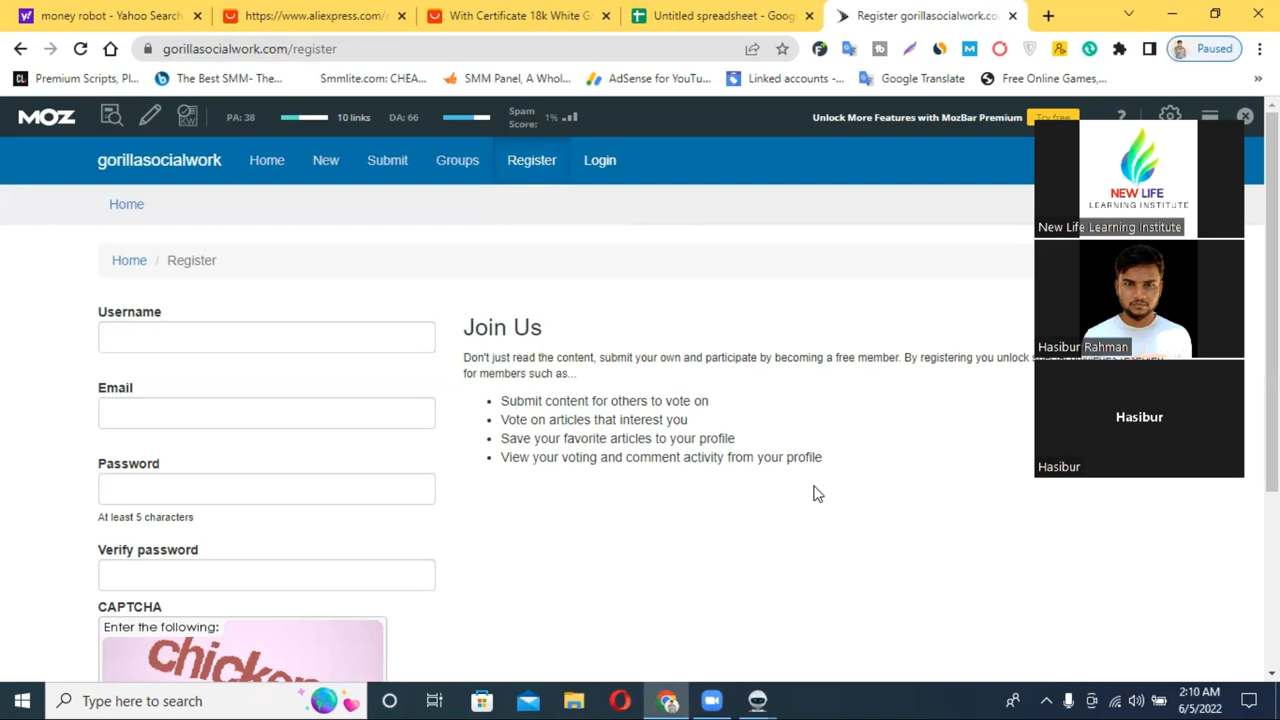 money robot - Yahoo Search
https://www.aliexpress.com/
With Certificate 18k White G
Untitled spreadsheet - Goog
Register gorillasocialwork.co
gorillasocialwork.com/register
Paused
CL Premium Scripts, Pl...
The Best SMM- The...
Smmlite.com: CHEA...
SMM Panel, A Whol...
AdSense for YouTu...
Linked accounts -...
Google Translate
Free Online Games,...
MOZ
PA: 38
10 links
DA: 66
Spam Score: 1%
Unlock More Features with MozBar Premium
Try free
gorillasocialwork
Home
New
Submit
Groups
Register
Login
Home
Home / Register
Username
Email
Password
At least 5 characters
Verify password
CAPTCHA
Enter the following:
chicken
Join Us
Don't just read the content, submit your own and participate by becoming a free member. By registering you unlock special privileges reserved
for members such as...
Submit content for others to vote on
Vote on articles that interest you
Save your favorite articles to your profile
View your voting and comment activity from your profile
NEW LIFE
LEARNING INSTITUTE
New Life Learning Institute
Hasibur Rahman
Hasibur
Hasibur
Type here to search
2:10 AM
6/5/2022